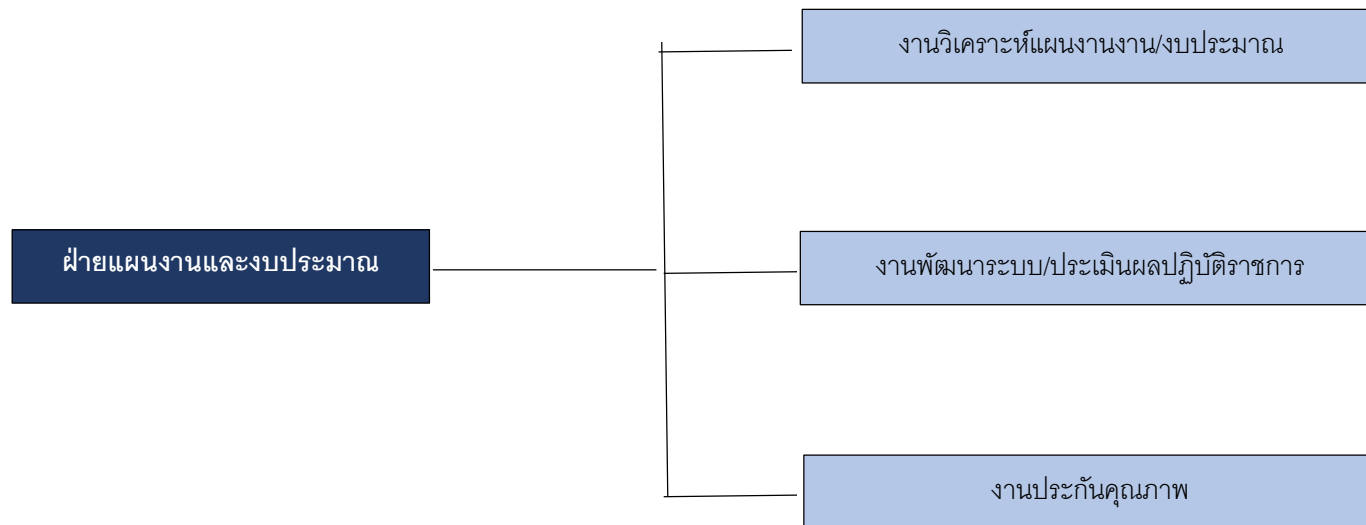 งานวิเคราะห์แผนงานงาน/งบประมาณ
ฝ่ายแผนงานและงบประมาณ
งานพัฒนาระบบ/ประเมินผลปฏิบัติราชการ
งานประกันคุณภาพ